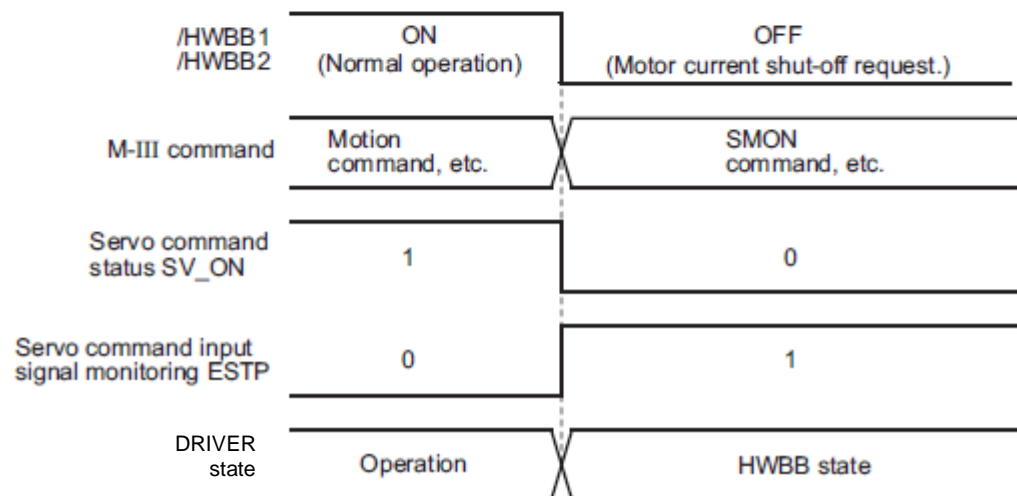 /HWBB1
/HWBB2
ON
(Normal operation)
OFF
(Motor current shut-off request.)
M-III command
Motion
command, etc.
SMON
command, etc.
Servo command
status SV_ON
1
0
Servo command input
signal monitoring ESTP
0
1
DRIVER
state
Operation
HWBB state